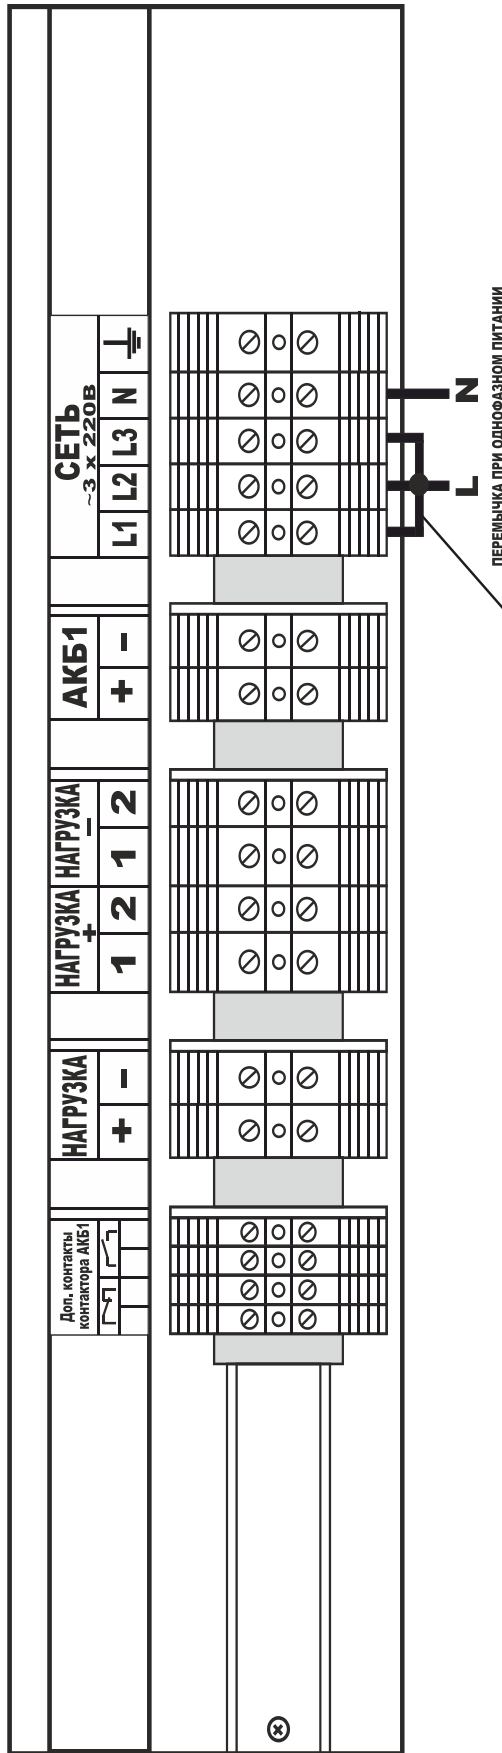 Доп. контакты
контактора АКБ1
НАГРУЗКА
+ −
НАГРУЗКА
+
1 2
НАГРУЗКА
−
1 2
АКБ1
+ −
СЕТЬ
~3 x 220В
L1 L2 L3 N
L N
ПЕРЕМЫЧКА ПРИ ОДНОФАЗНОМ ПИТАНИИ